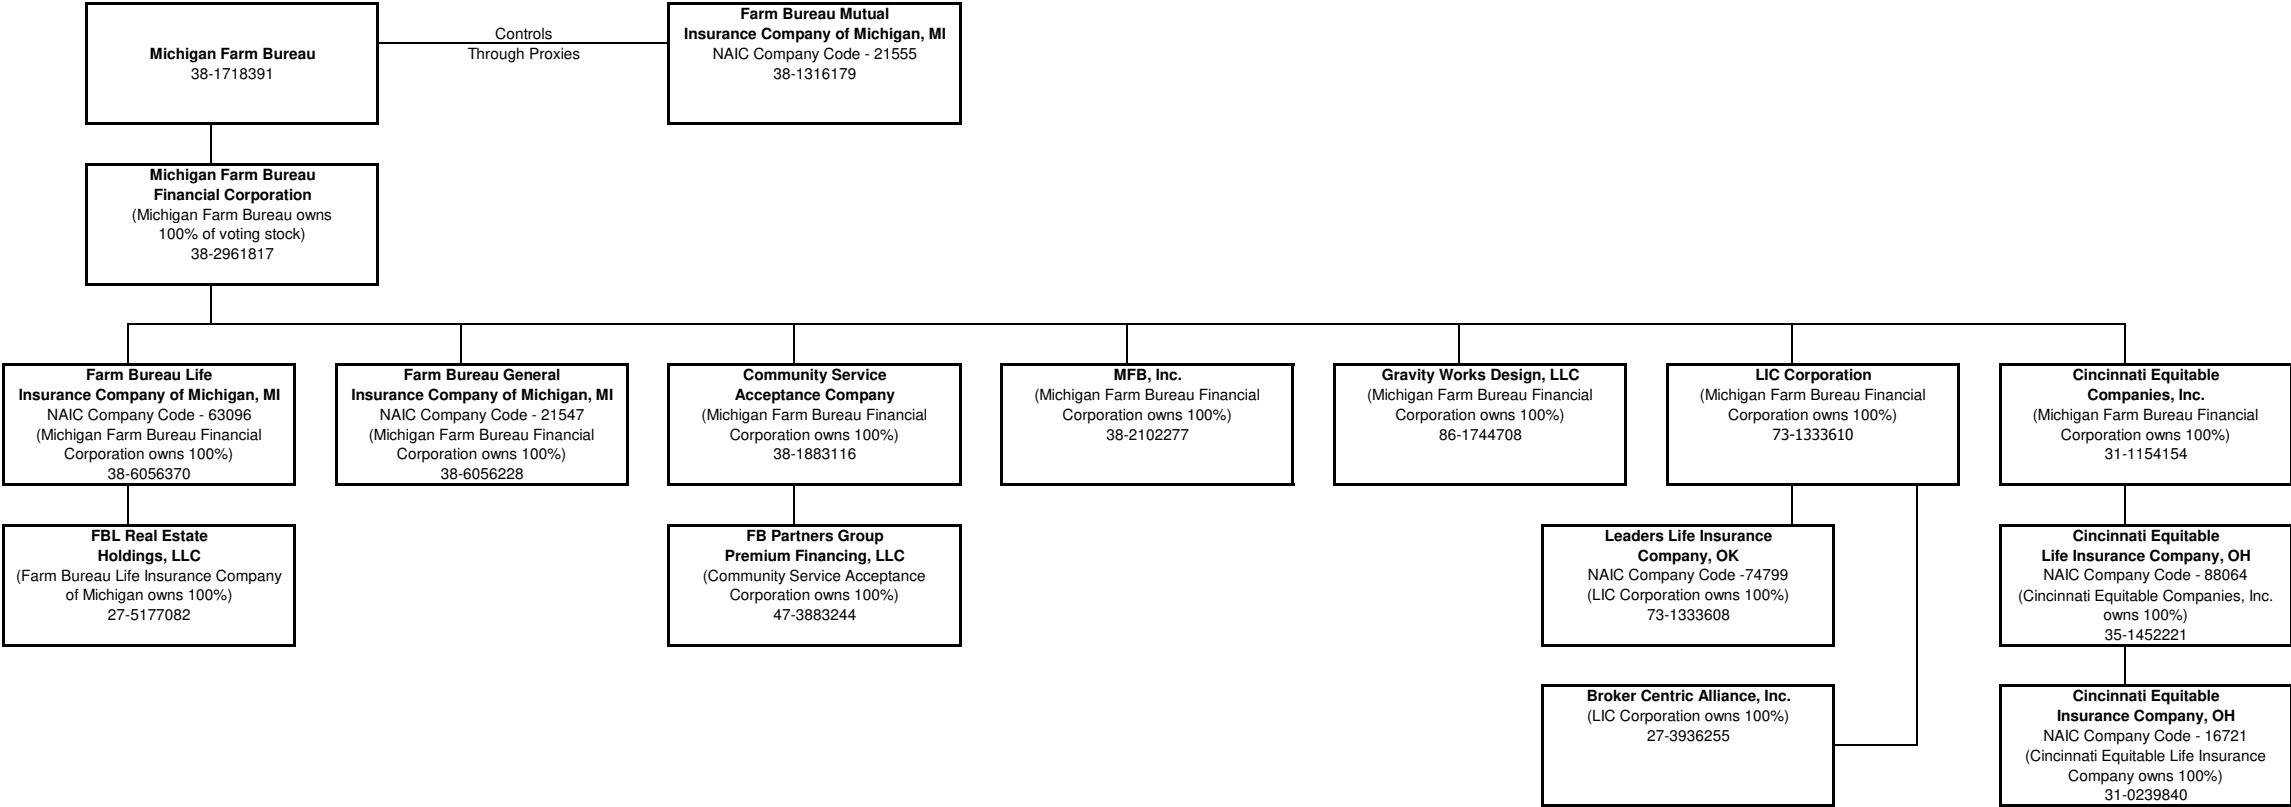 Michigan Farm Bureau
38-1718391
Controls
Through Proxies
Farm Bureau Mutual
Insurance Company of Michigan, MI
NAIC Company Code - 21555
38-1316179
Michigan Farm Bureau
Financial Corporation
(Michigan Farm Bureau owns
100% of voting stock)
38-2961817
Farm Bureau Life
Insurance Company of Michigan, MI
NAIC Company Code - 63096
(Michigan Farm Bureau Financial
Corporation owns 100%)
38-6056370
Farm Bureau General
Insurance Company of Michigan, MI
NAIC Company Code - 21547
(Michigan Farm Bureau Financial
Corporation owns 100%)
38-6056228
Community Service
Acceptance Company
(Michigan Farm Bureau Financial
Corporation owns 100%)
38-1883116
MFB, Inc.
(Michigan Farm Bureau Financial
Corporation owns 100%)
38-2102277
Gravity Works Design, LLC
(Michigan Farm Bureau Financial
Corporation owns 100%)
86-1744708
LIC Corporation
(Michigan Farm Bureau Financial
Corporation owns 100%)
73-1333610
Cincinnati Equitable
Companies, Inc.
(Michigan Farm Bureau Financial
Corporation owns 100%)
31-1154154
FBL Real Estate
Holdings, LLC
(Farm Bureau Life Insurance Company
of Michigan owns 100%)
27-5177082
FB Partners Group
Premium Financing, LLC
(Community Service Acceptance
Corporation owns 100%)
47-3883244
Leaders Life Insurance
Company, OK
NAIC Company Code -74799
(LIC Corporation owns 100%)
73-1333608
Cincinnati Equitable
Life Insurance Company, OH
NAIC Company Code - 88064
(Cincinnati Equitable Companies, Inc.
owns 100%)
35-1452221
Broker Centric Alliance, Inc.
(LIC Corporation owns 100%)
27-3936255
Cincinnati Equitable
Insurance Company, OH
NAIC Company Code - 16721
(Cincinnati Equitable Life Insurance
Company owns 100%)
31-0239840